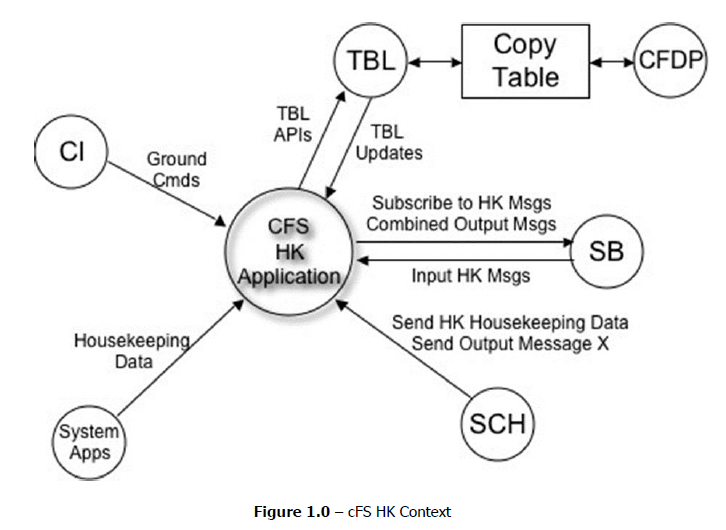 TBL
Copy
Table
CFDP
CI
TBL
APIs
TBL
Updates
Ground
Cmds
CFS
HK
Application
Subscribe to HK Msgs
Combined Output Msgs
Input HK Msgs
SB
Housekeeping
Data
Send HK Housekeeping Data
Send Output Message X
System
Apps
SCH
Figure 1.0 – cFS HK Context